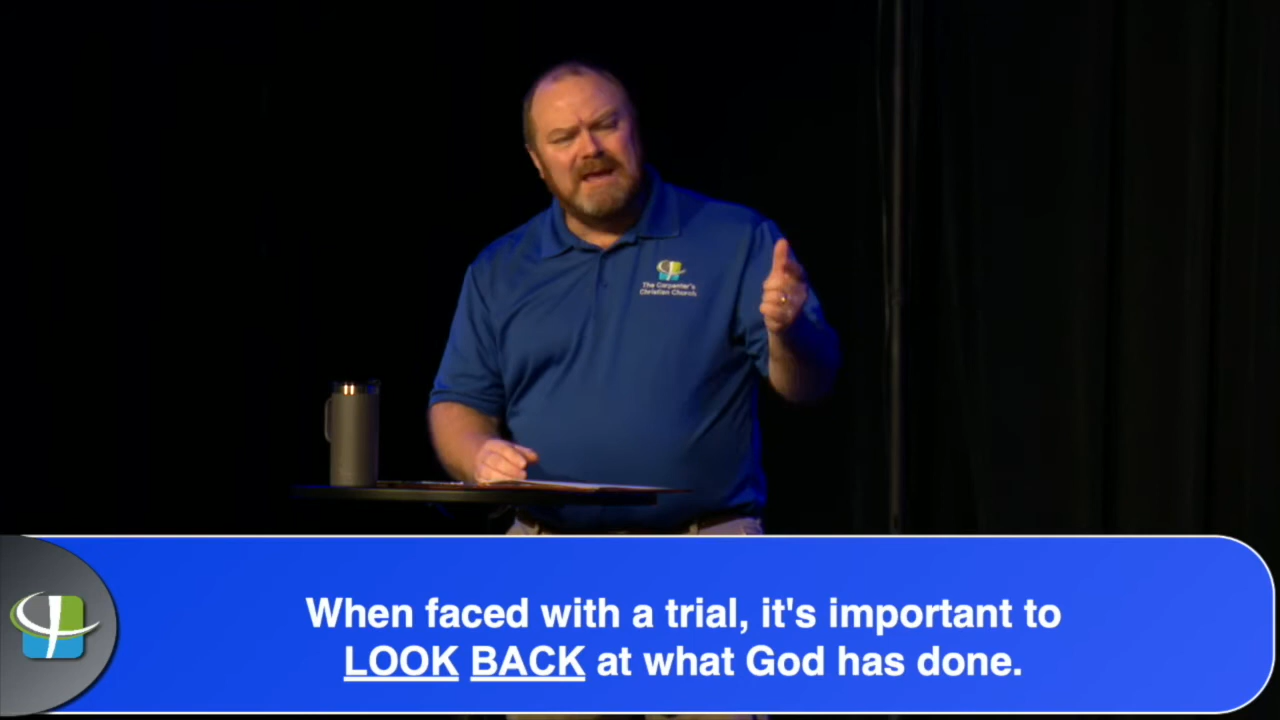 The Carpenter's
Christian Church
When faced with a trial, it's important to
LOOK BACK at what God has done.